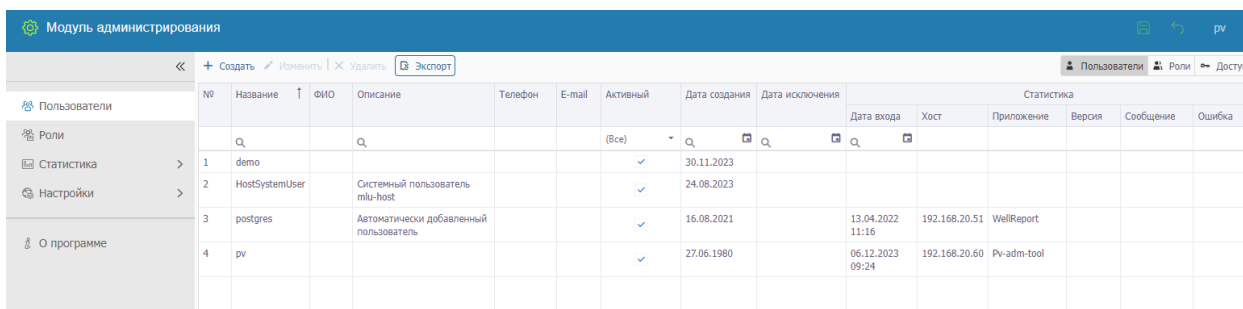 Модуль администрирования
pv
+ Создать Изменить Удалить Экспорт
Пользователи Роли Досту
Пользователи
Роли
Статистика
Настройки
О программе
№ Название ФИО Описание Телефон E-mail Активный Дата создания Дата исключения Статистика
Дата входа Хост Приложение Версия Сообщение Ошибка
(Все)
1 demo 30.11.2023
2 HostSystemUser Системный пользователь 24.08.2023
mlu-host
3 postgres Автоматически добавленный 16.08.2021 13.04.2022 192.168.20.51 WellReport
пользователь 11:16
4 pv 27.06.1980 06.12.2023 192.168.20.60 Pv-adm-tool
09:24